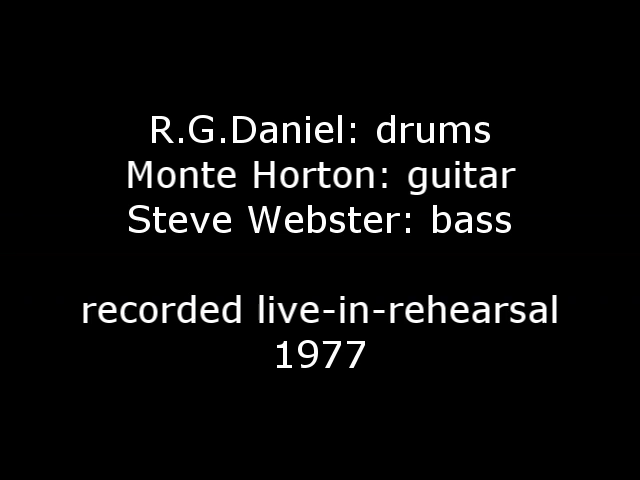 R.G.Daniel: drums
Monte Horton: guitar
Steve Webster: bass
recorded live-in-rehearsal
1977